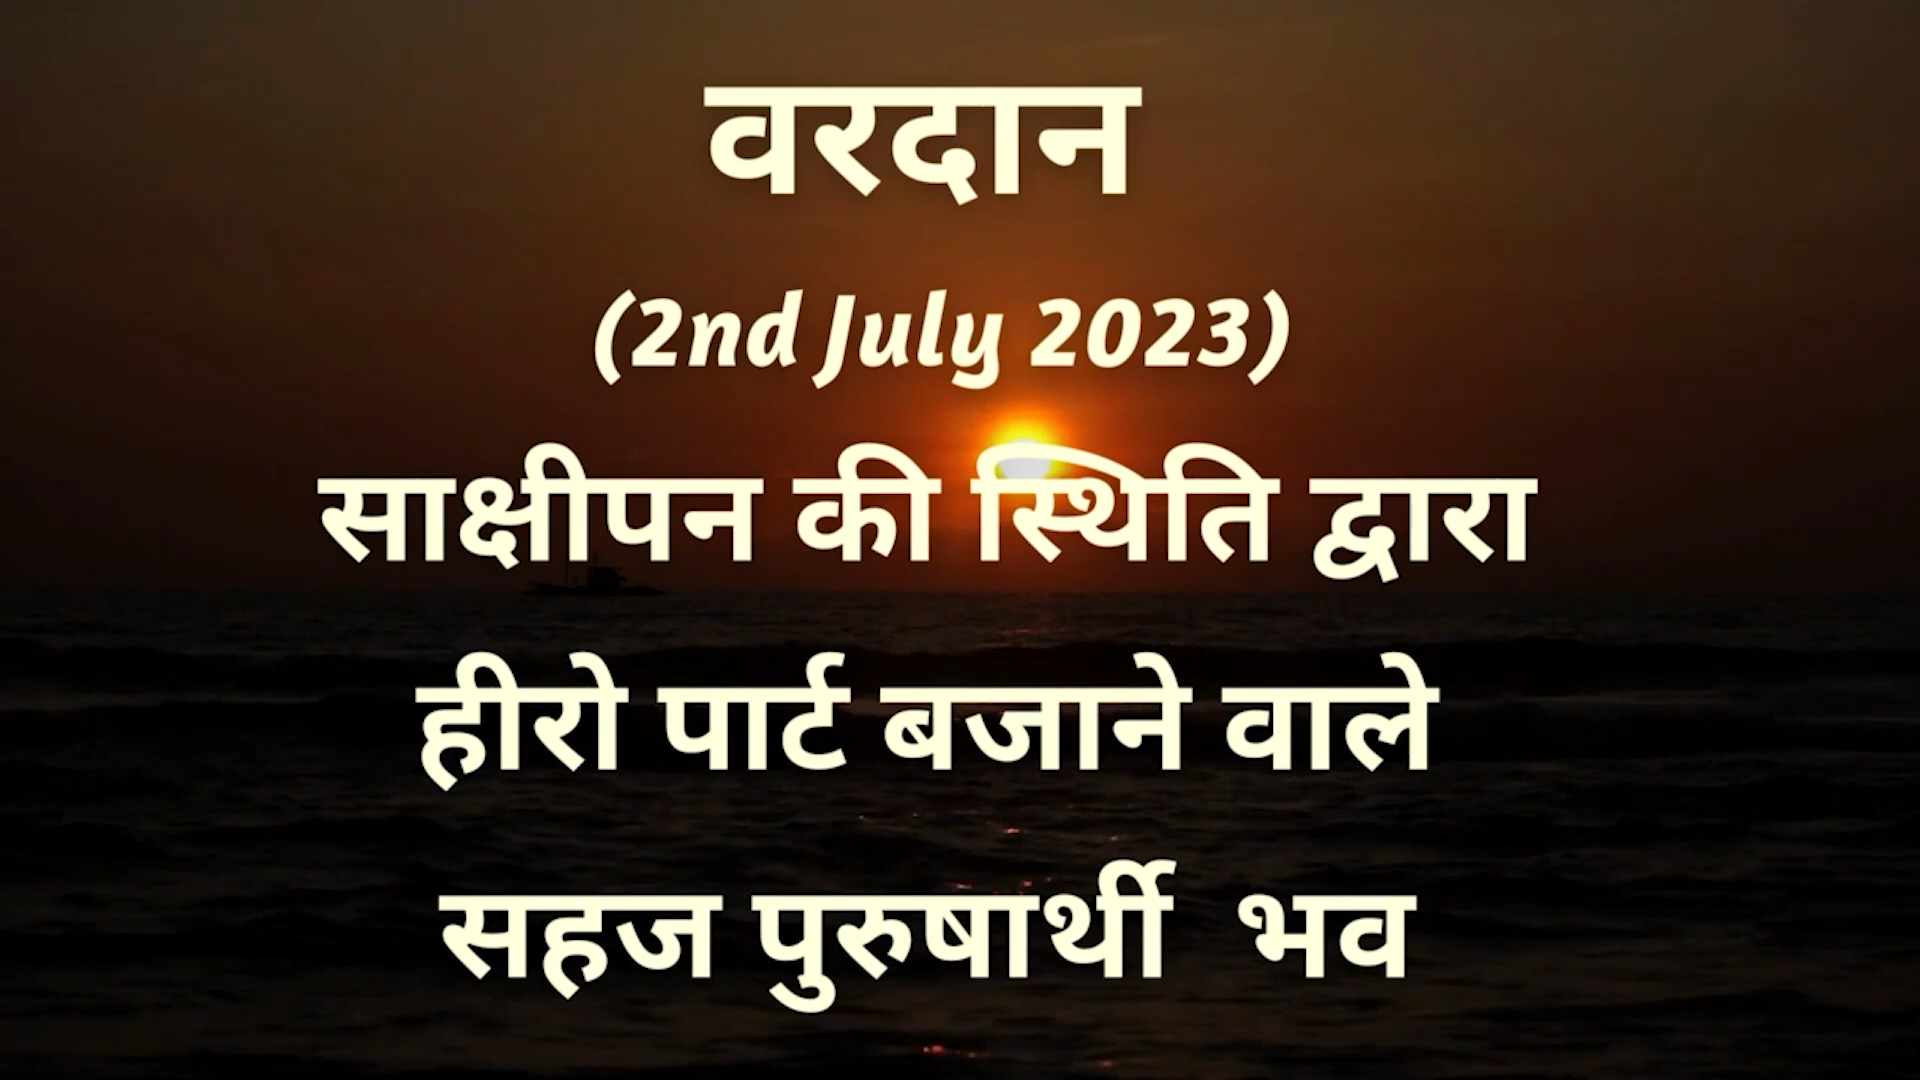 वरदान
(2nd July 2023)
साक्षीपन की स्थिति द्वारा
हीरो पार्ट बजाने वाले
सहज पुरुषार्थी भव